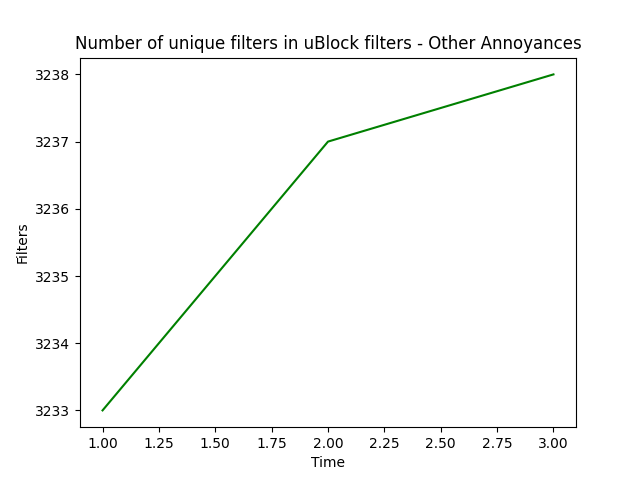 Number of unique filters in uBlock filters - Other Annoyances
3238
3237
3236
3235
3234
3233
Filters
1.00 1.25 1.50 1.75 2.00 2.25 2.50 2.75 3.00
Time